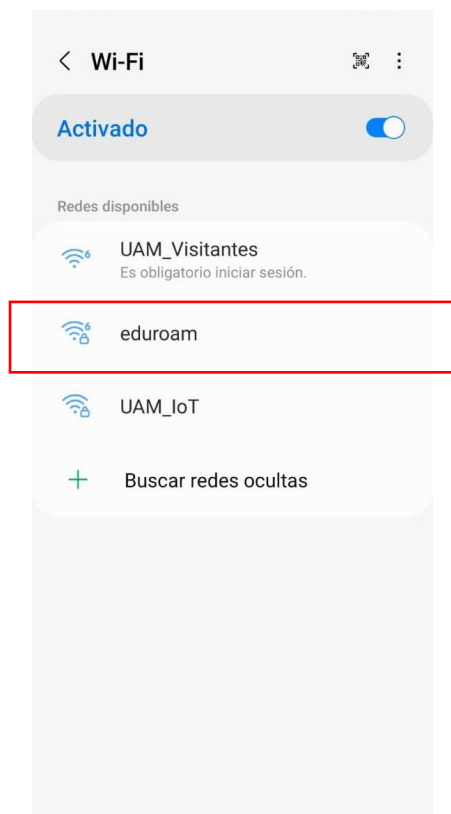 Wi-Fi
Activado
Redes disponibles
UAM_Visitantes
Es obligatorio iniciar sesión.
eduroam
UAM_IoT
Buscar redes ocultas